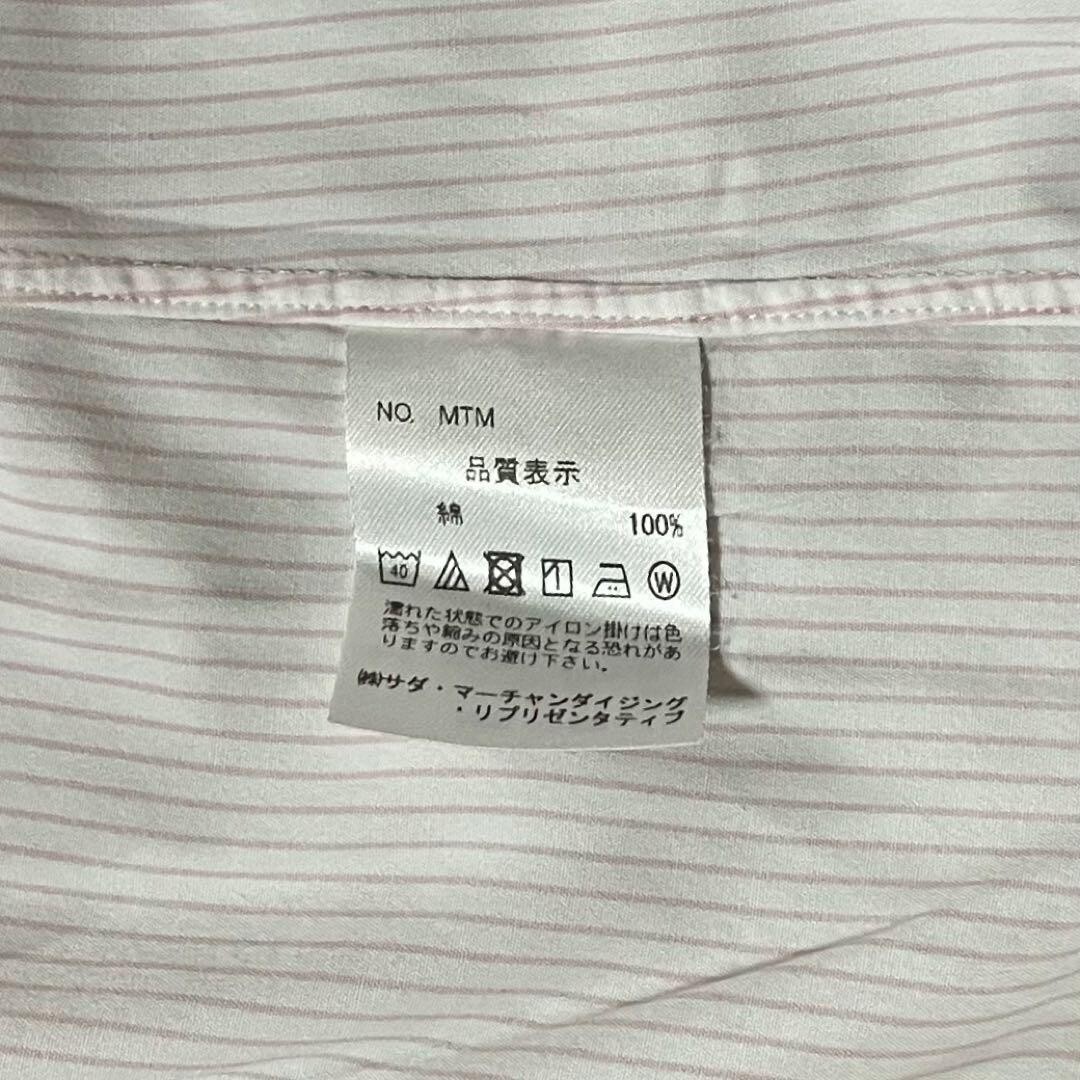 NO. MTM
品質表示
綿 100%
40 W
濡れた状態でのアイロン掛けは色
落ちや縮みの原因となる恐れがあ
りますのでお避け下さい。
㈱サダ・マーチャンダイジング
・リプリゼンタティブ